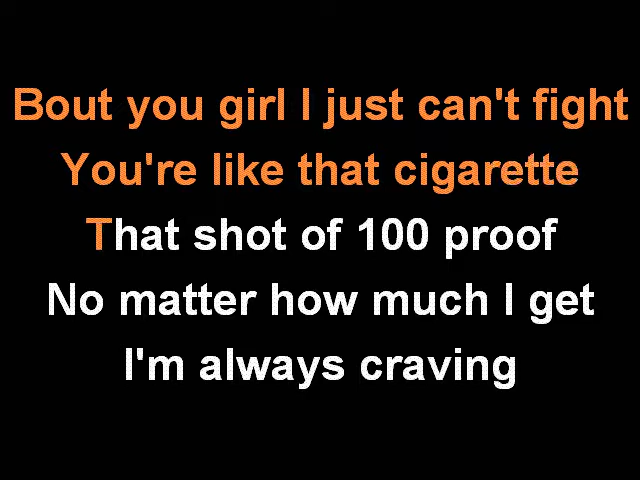 Bout you girl I just can't fight
You're like that cigarette
That shot of 100 proof
No matter how much I get
I'm always craving